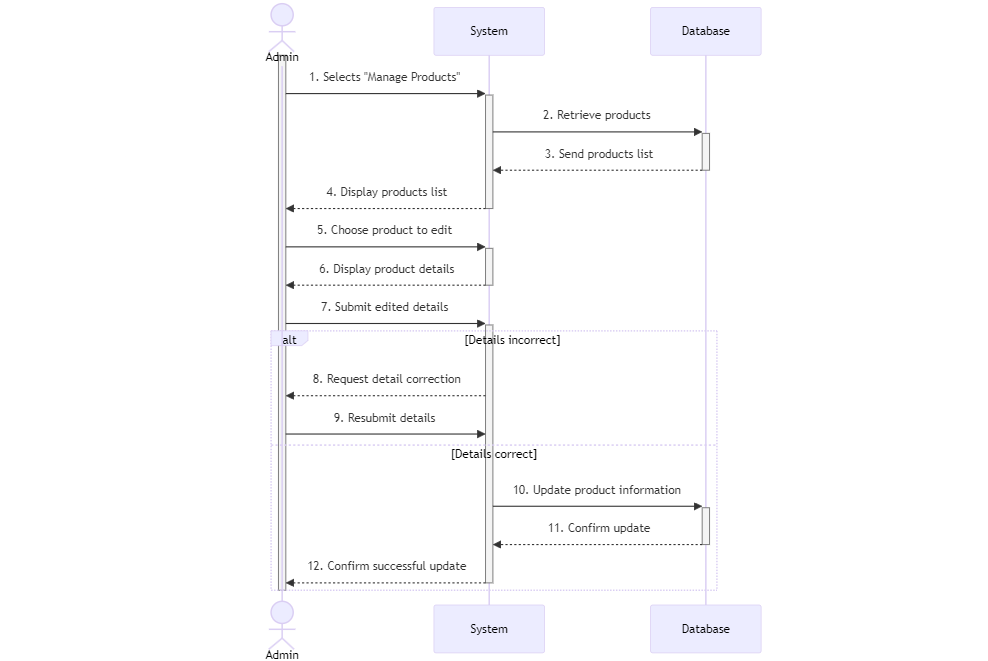 System
Database
Admin
1. Selects "Manage Products"
2. Retrieve products
3. Send products list
4. Display products list
5. Choose product to edit
6. Display product details
7. Submit edited details
alt
[Details incorrect]
8. Request detail correction
9. Resubmit details
[Details correct]
10. Update product information
11. Confirm update
12. Confirm successful update
System
Database
Admin